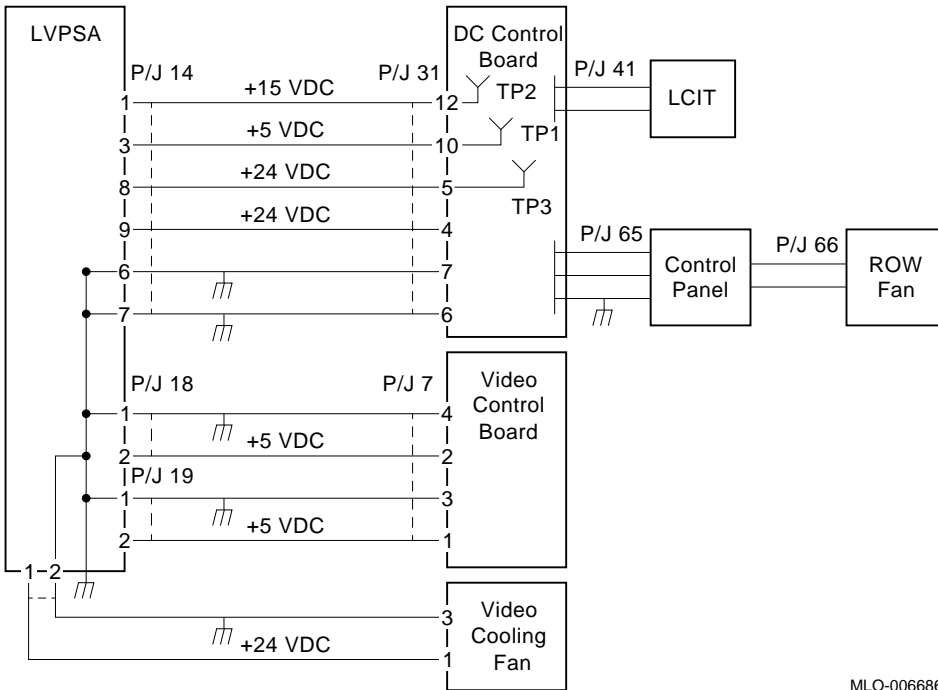 LVPSA
DC Control
Board
P/J 14
P/J 31
P/J 41
LCIT
1
+15 VDC
12
TP2
3
+5 VDC
10
TP1
8
+24 VDC
5
TP3
9
+24 VDC
4
P/J 65
Control
Panel
P/J 66
ROW
Fan
6
7
7
6
P/J 18
P/J 7
Video
Control
Board
1
4
2
+5 VDC
2
P/J 19
1
3
2
+5 VDC
1
1
2
Video
Cooling
Fan
3
+24 VDC
1
MLO-006686